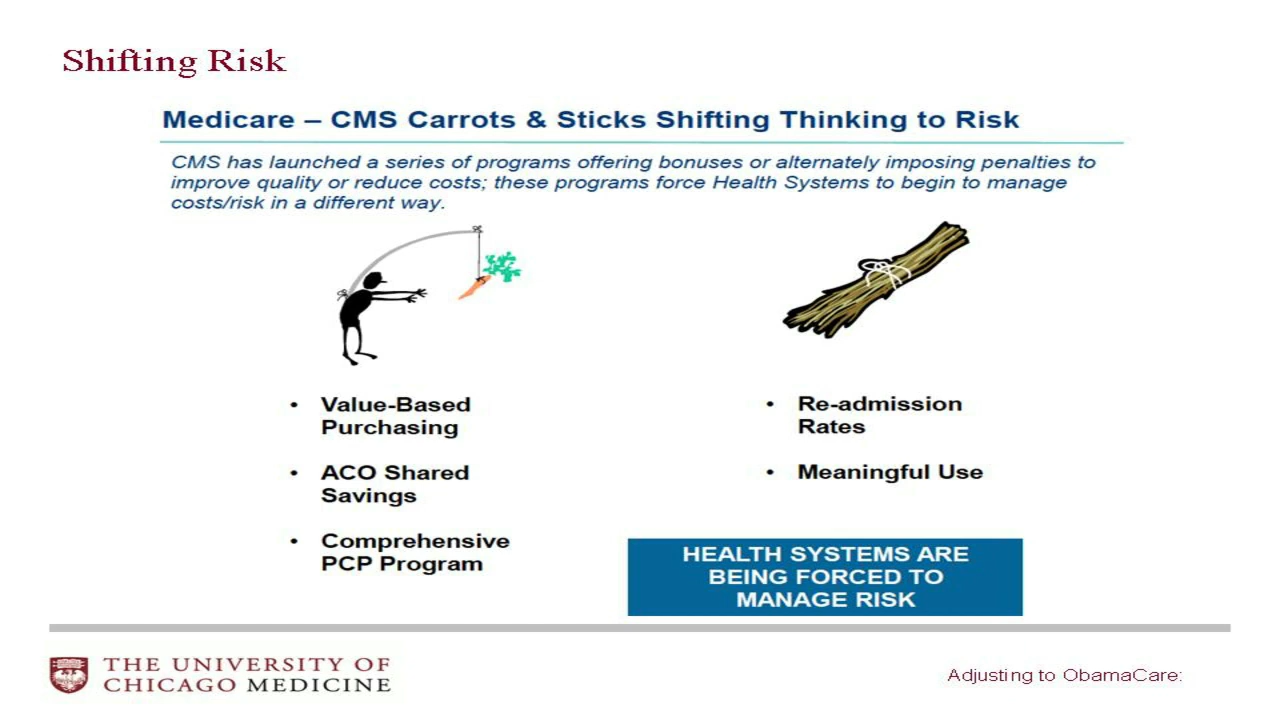 Shifting Risk
Medicare – CMS Carrots & Sticks Shifting Thinking to Risk
CMS has launched a series of programs offering bonuses or alternately imposing penalties to
improve quality or reduce costs; these programs force Health Systems to begin to manage
costs/risk in a different way.
• Value-Based
Purchasing
• ACO Shared
Savings
• Comprehensive
PCP Program
• Re-admission
Rates
• Meaningful Use
HEALTH SYSTEMS ARE
BEING FORCED TO
MANAGE RISK
THE UNIVERSITY OF
CHICAGO MEDICINE
Adjusting to ObamaCare: